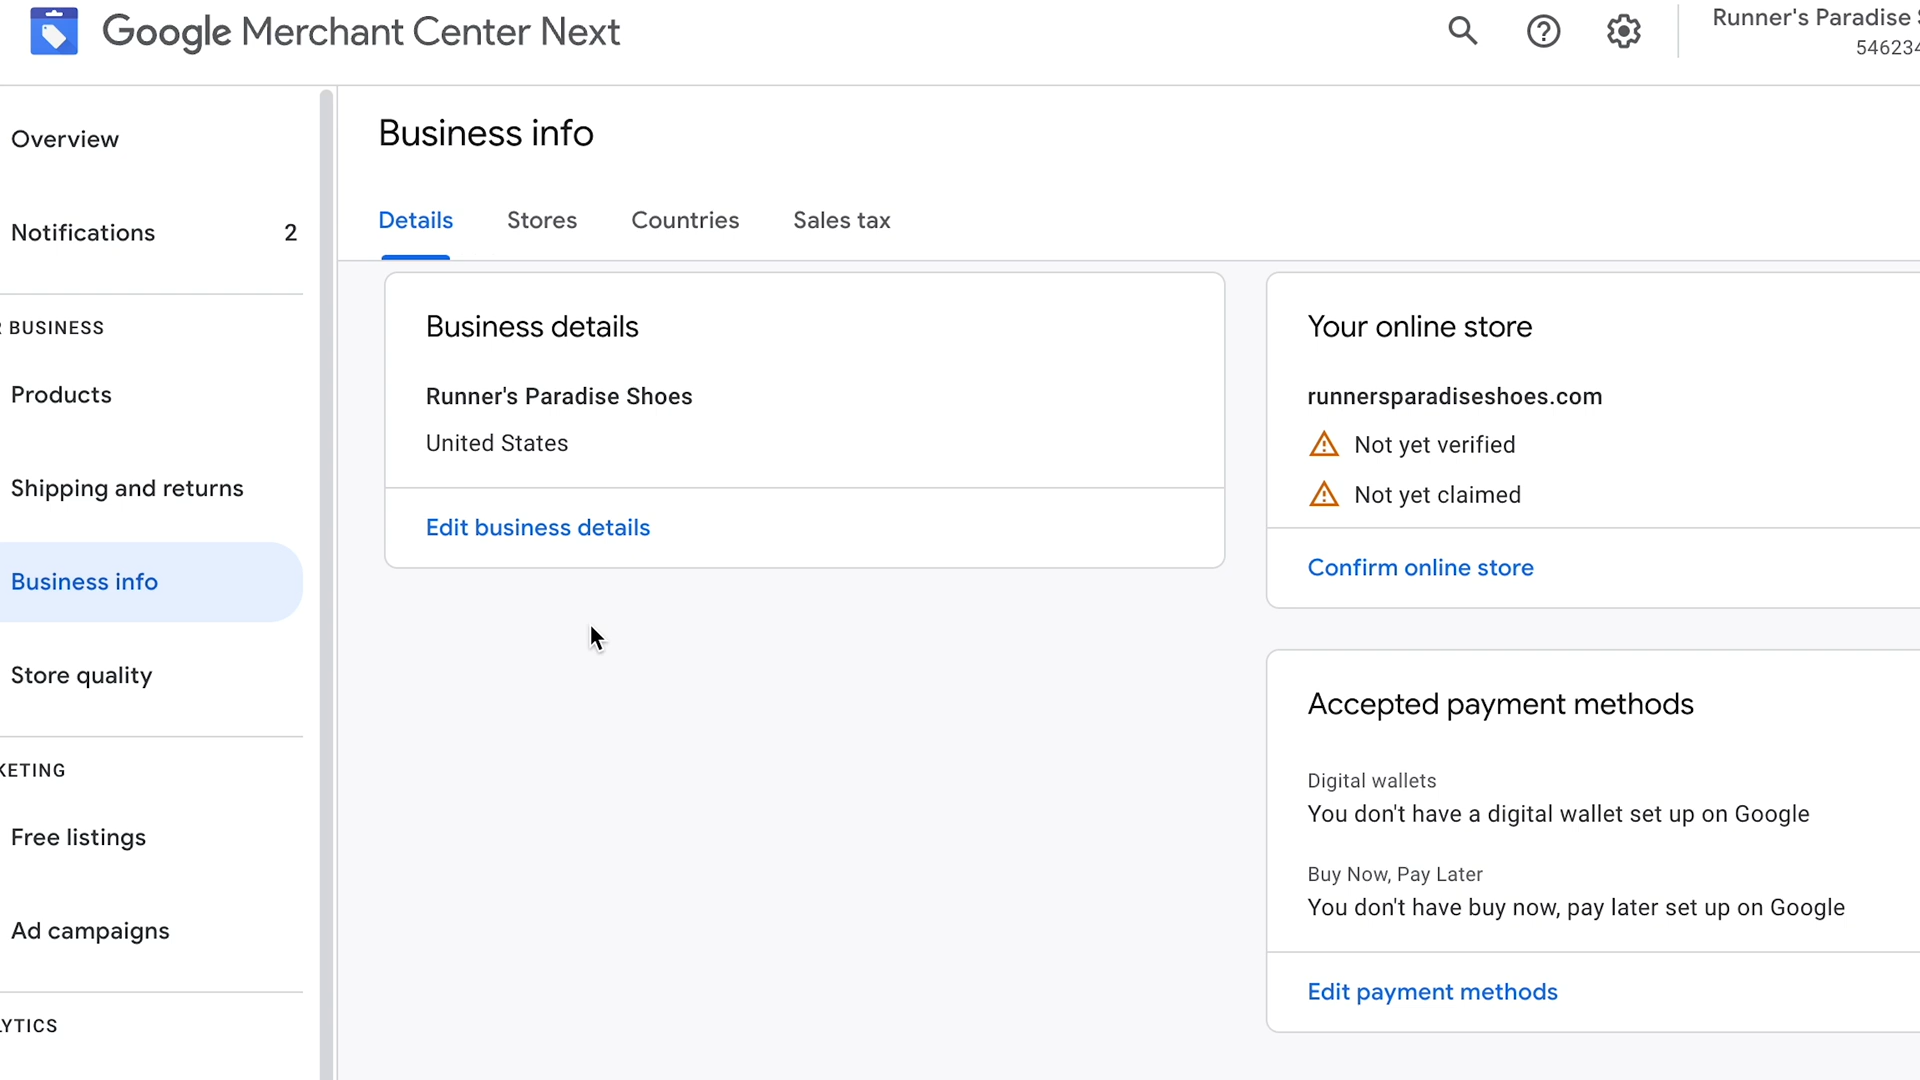 Google Merchant Center Next
Runner's Paradise
Overview
Notifications 2
BUSINESS
Products
Shipping and returns
Business info
Store quality
KETING
Free listings
Ad campaigns
YTICS
Business info
Details Stores Countries Sales tax
Business details
Runner's Paradise Shoes
United States
Edit business details
Your online store
runnersparadiseshoes.com
Not yet verified
Not yet claimed
Confirm online store
Accepted payment methods
Digital wallets
You don't have a digital wallet set up on Google
Buy Now, Pay Later
You don't have buy now, pay later set up on Google
Edit payment methods